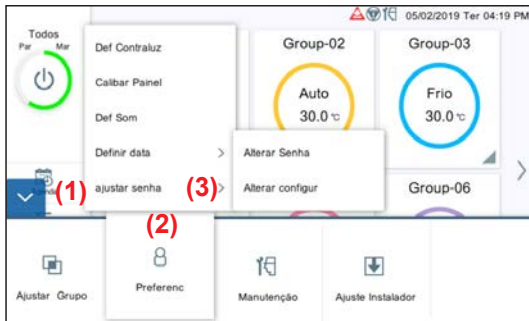 05/02/2019 Ter 04:19 PM
Todos
Par Mar
Def Contraluz
Calibar Painel
Def Som
Definir data >
ajustar senha >
(1)
(2)
(3)
Alterar Senha
Alterar configur
Group-02
Auto
30.0 °C
Group-03
Frio
30.0 °C
Group-06
Ajustar Grupo
Preferenc
Manutenção
Ajuste Instalador